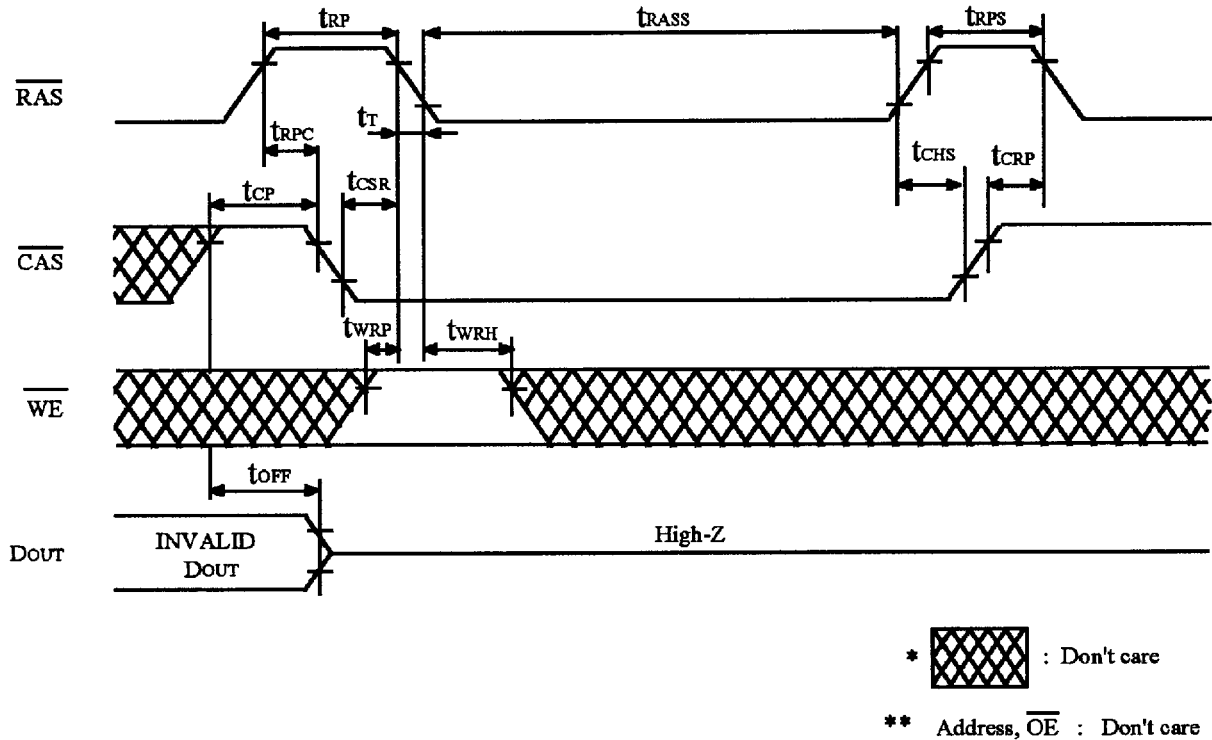 tRP
tRASS
tRPS
RAS
tT
tRPC
tCHS
tCRP
tCP
tCSR
CAS
tWRP
tWRH
WE
tOFF
DOUT
INVALID
DOUT
High-Z
* : Don't care
** Address, OE : Don't care